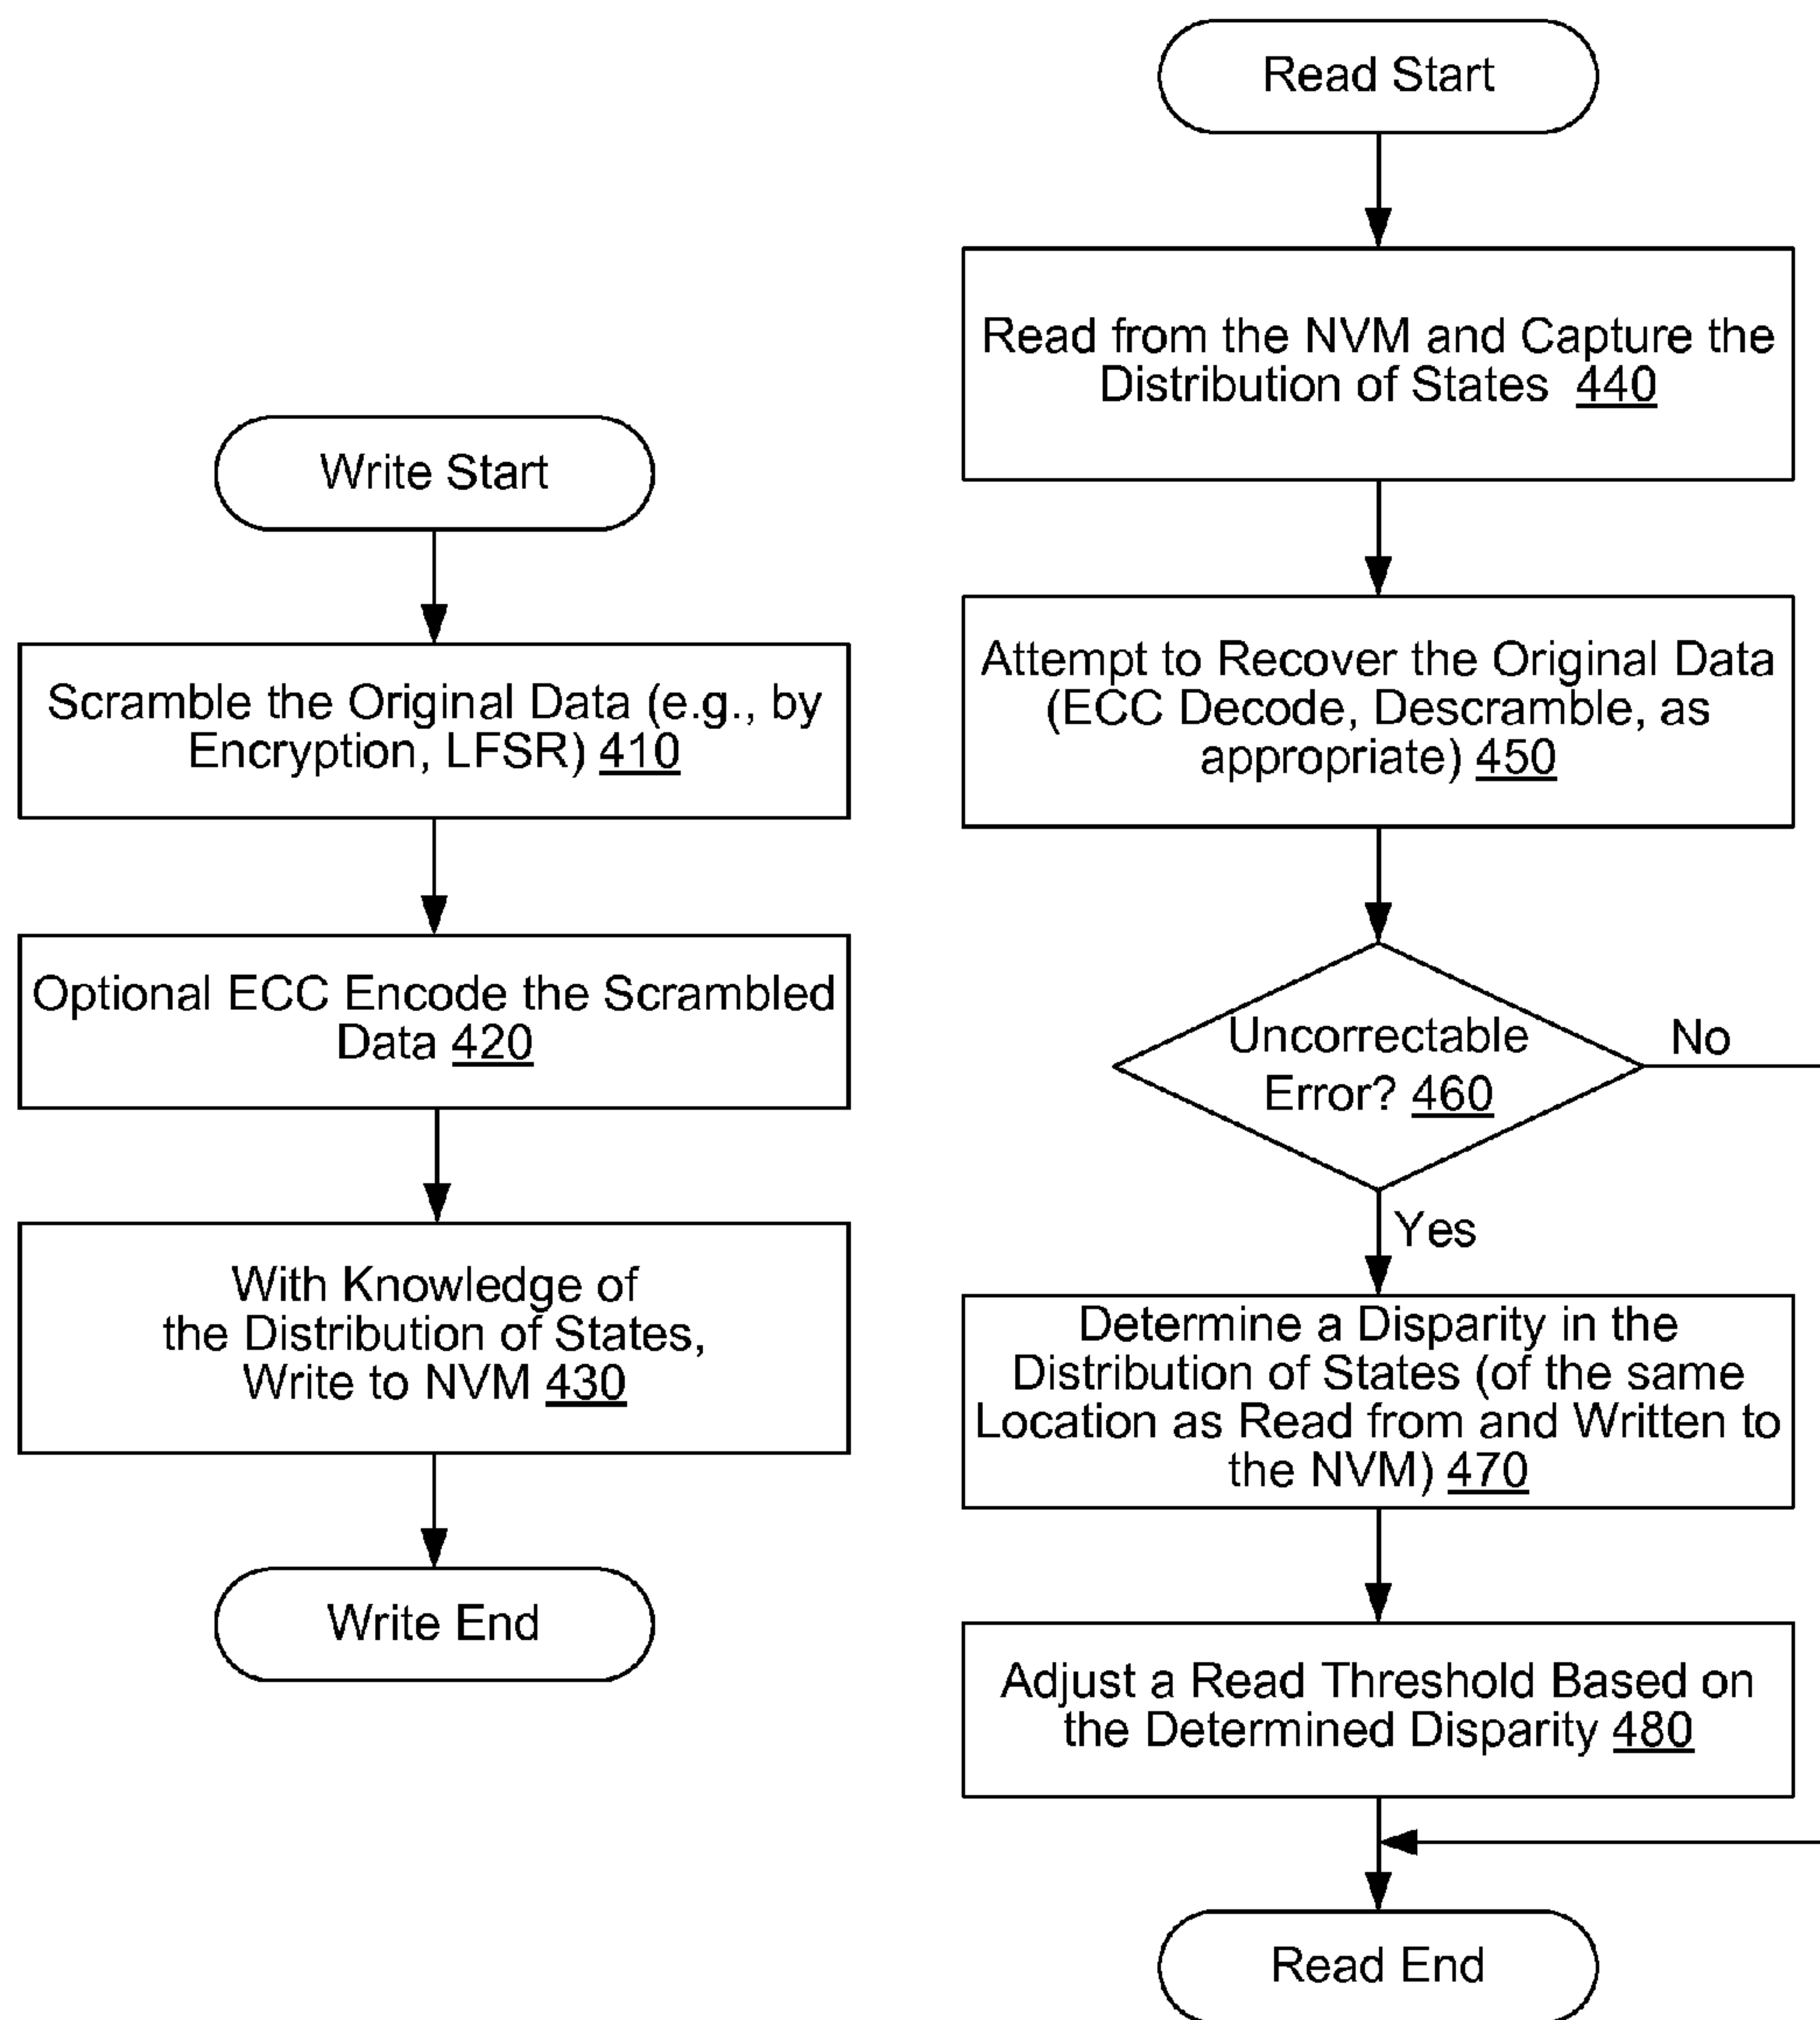 Write Start
Scramble the Original Data (e.g., by
Encryption, LFSR) 410
Optional ECC Encode the Scrambled
Data 420
With Knowledge of
the Distribution of States,
Write to NVM 430
Write End
Read Start
Read from the NVM and Capture the
Distribution of States 440
Attempt to Recover the Original Data
(ECC Decode, Descramble, as
appropriate) 450
Uncorrectable
Error? 460
No
Yes
Determine a Disparity in the
Distribution of States (of the same
Location as Read from and Written to
the NVM) 470
Adjust a Read Threshold Based on
the Determined Disparity 480
Read End